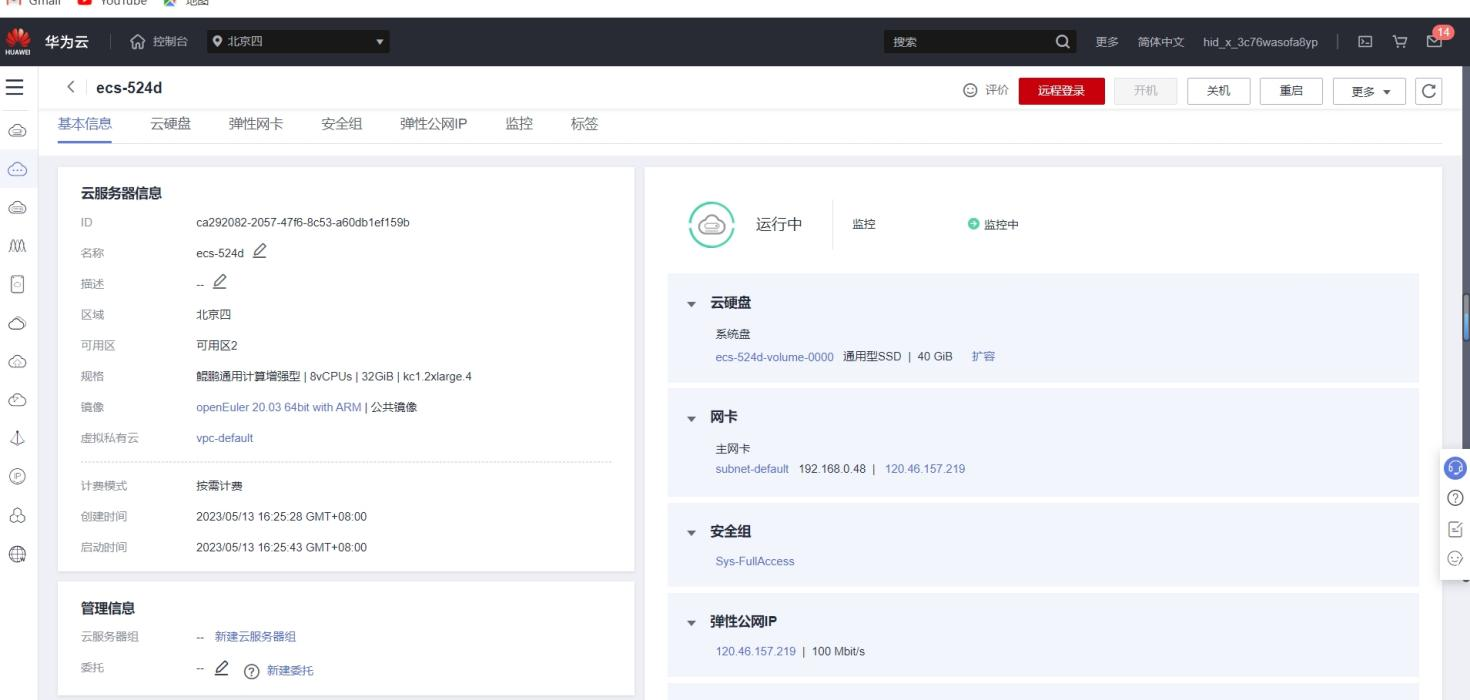 Gmail YouTube 地图
HUAWEI 华为云 控制台 北京四 搜索 更多 简体中文 hid_x_3c76wasofa8yp 14
ecs-524d 评价 远程登录 开机 关机 重启 更多
基本信息 云硬盘 弹性网卡 安全组 弹性公网IP 监控 标签
云服务器信息
ID ca292082-2057-47f6-8c53-a60db1ef159b
名称 ecs-524d
描述 --
区域 北京四
可用区 可用区2
规格 鲲鹏通用计算增强型 | 8vCPUs | 32GiB | kc1.2xlarge.4
镜像 openEuler 20.03 64bit with ARM | 公共镜像
虚拟私有云 vpc-default
计费模式 按需计费
创建时间 2023/05/13 16:25:28 GMT+08:00
启动时间 2023/05/13 16:25:43 GMT+08:00
管理信息
云服务器组 -- 新建云服务器组
委托 -- 新建委托
运行中 监控 监控中
云硬盘
系统盘
ecs-524d-volume-0000 通用型SSD | 40 GiB 扩容
网卡
主网卡
subnet-default 192.168.0.48 | 120.46.157.219
安全组
Sys-FullAccess
弹性公网IP
120.46.157.219 | 100 Mbit/s